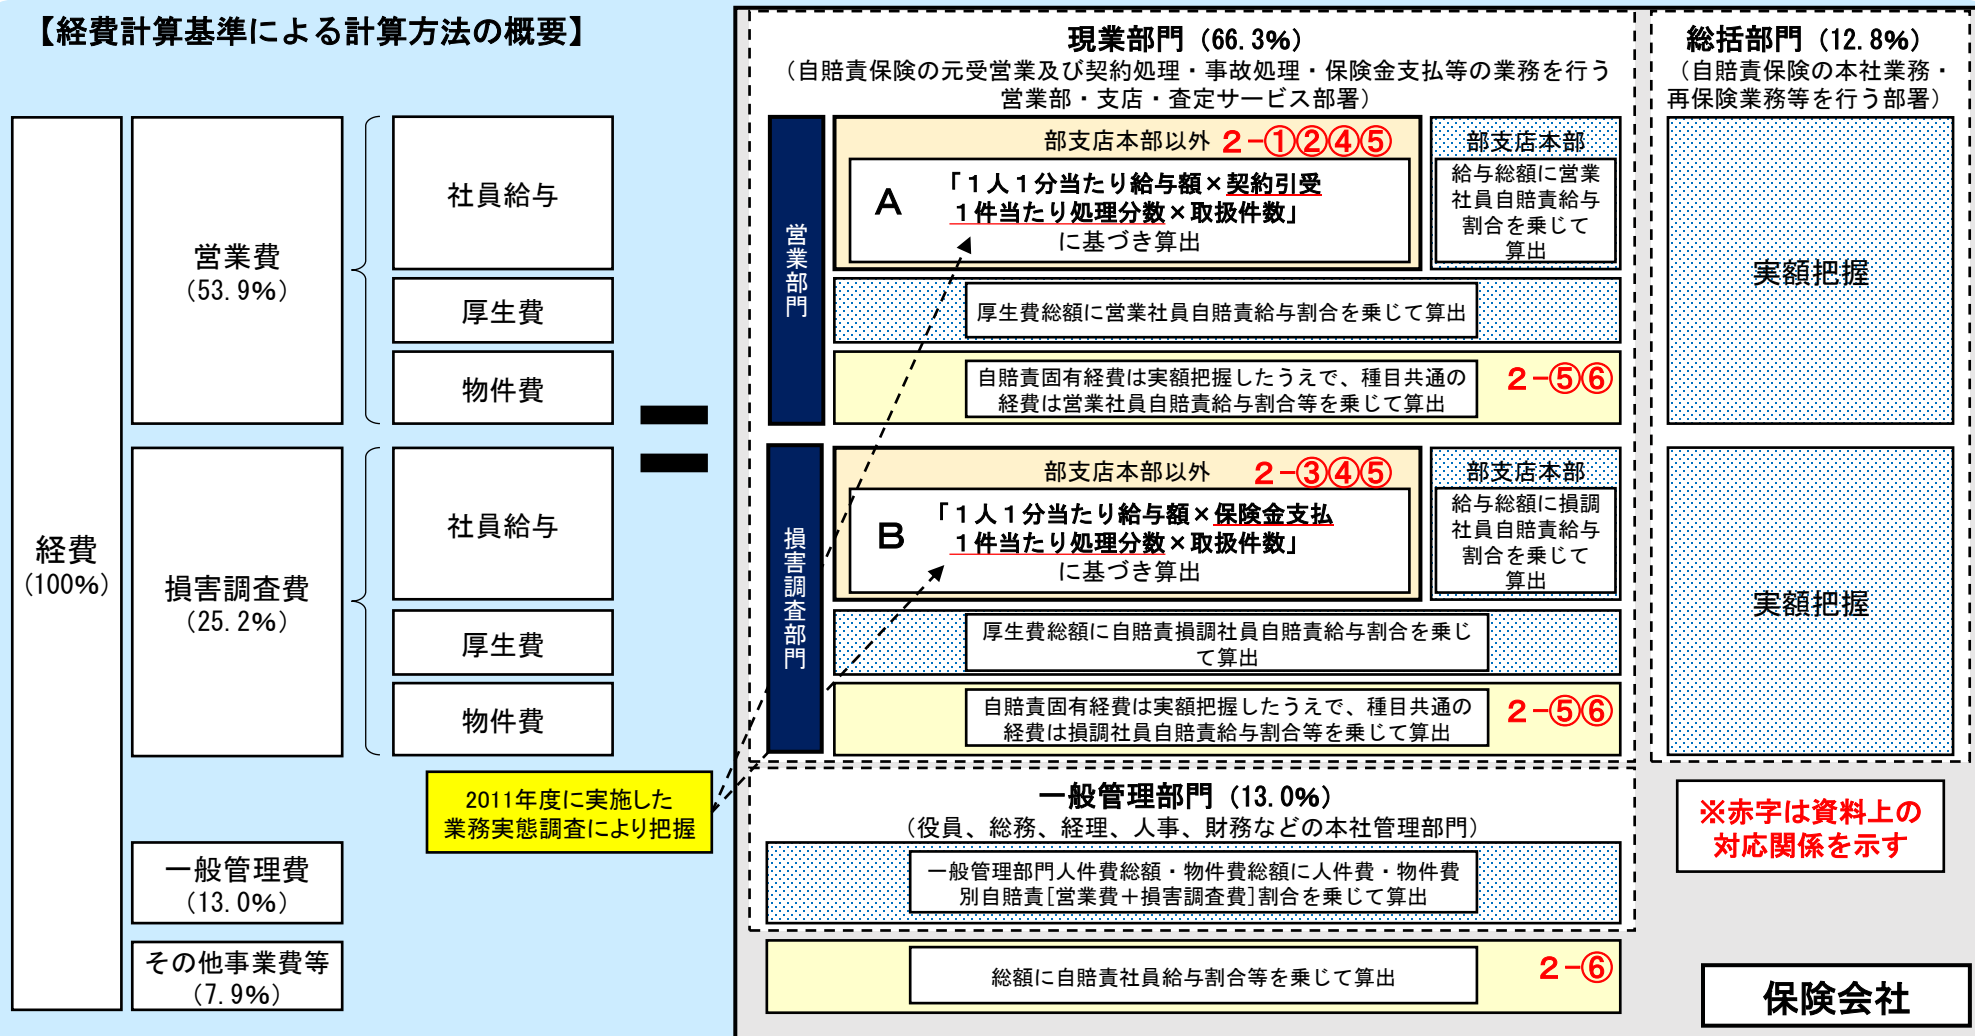 【経費計算基準による計算方法の概要】
経費
(100%)
営業費
(53.9%)
社員給与
厚生費
物件費
損害調査費
(25.2%)
社員給与
厚生費
物件費
2011年度に実施した
業務実態調査により把握
一般管理費
(13.0%)
その他事業費等
(7.9%)
現業部門（66.3%）
（自賠責保険の元受営業及び契約処理・事故処理・保険金支払等の業務を行う
営業部・支店・査定サービス部署）
営業部門
部支店本部以外 2-①②④⑤
A
「１人１分当たり給与額×契約引受
１件当たり処理分数×取扱件数」
に基づき算出
部支店本部
給与総額に営業
社員自賠責給与
割合を乗じて
算出
厚生費総額に営業社員自賠責給与割合を乗じて算出
自賠責固有経費は実額把握したうえで、種目共通の
経費は営業社員自賠責給与割合等を乗じて算出
2-⑤⑥
損害調査部門
部支店本部以外 2-③④⑤
B
「１人１分当たり給与額×保険金支払
１件当たり処理分数×取扱件数」
に基づき算出
部支店本部
給与総額に損調
社員自賠責給与
割合を乗じて
算出
厚生費総額に自賠責損調社員自賠責給与割合を乗じ
て算出
自賠責固有経費は実額把握したうえで、種目共通の
経費は損調社員自賠責給与割合等を乗じて算出
2-⑤⑥
一般管理部門（13.0%）
（役員、総務、経理、人事、財務などの本社管理部門）
一般管理部門人件費総額・物件費総額に人件費・物件費
別自賠責[営業費＋損害調査費]割合を乗じて算出
総額に自賠責社員給与割合等を乗じて算出
2-⑥
総括部門（12.8%）
（自賠責保険の本社業務・
再保険業務等を行う部署）
実額把握
実額把握
※赤字は資料上の
対応関係を示す
保険会社